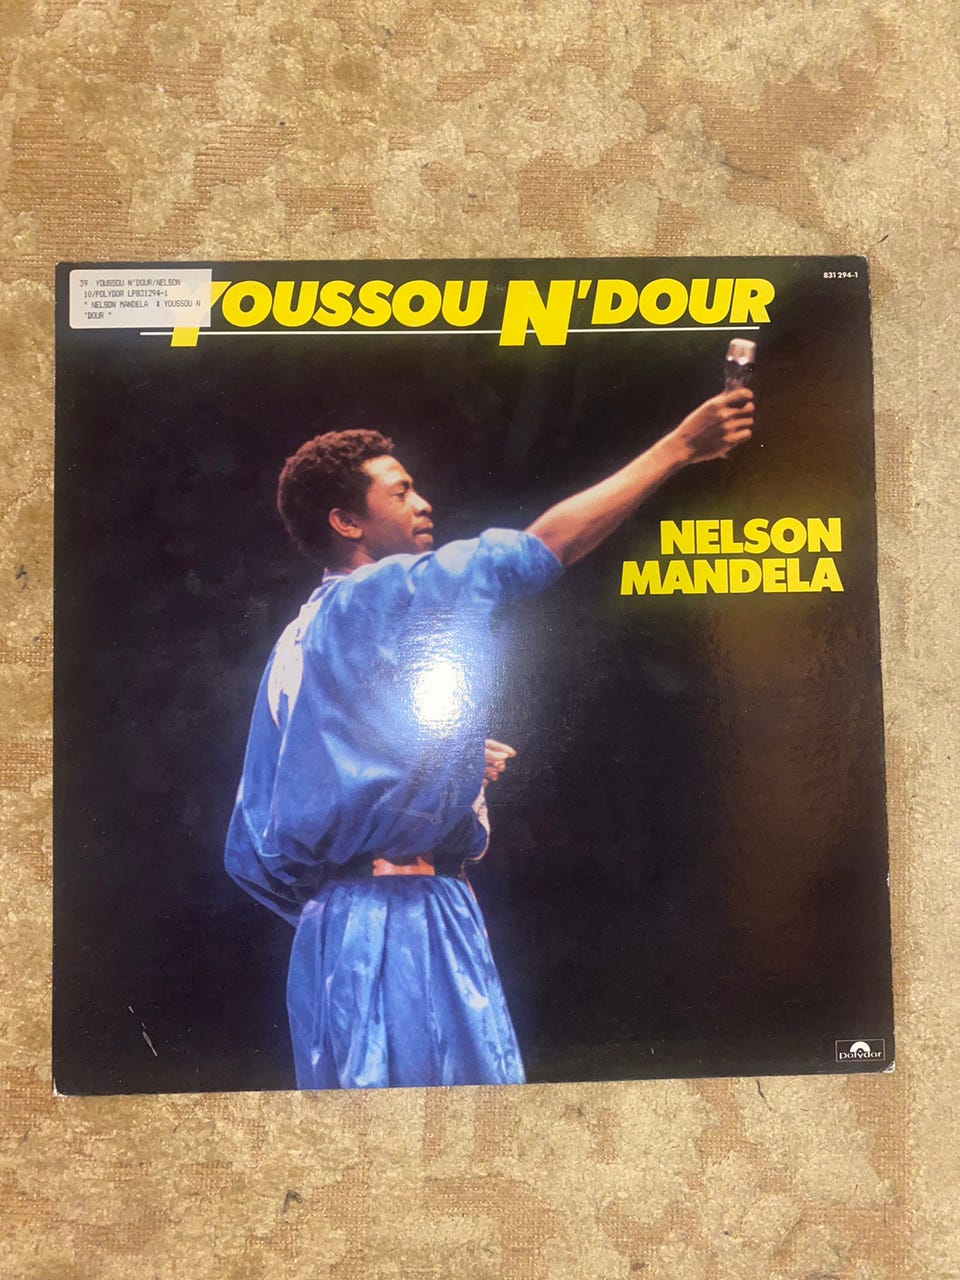 39 YOUSSOU N'DOUR/NELSON
10/POLYDOR LP831294-1
" NELSON MANDELA # YOUSSOU N
'DOUR "
831 294-1
YOUSSOU N'DOUR
NELSON
MANDELA
polydor